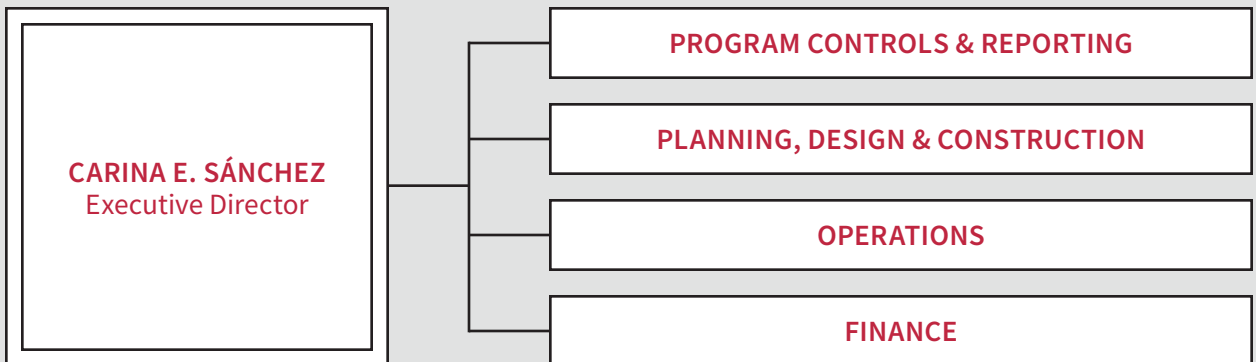 CARINA E. SÁNCHEZ
Executive Director
PROGRAM CONTROLS & REPORTING
PLANNING, DESIGN & CONSTRUCTION
OPERATIONS
FINANCE